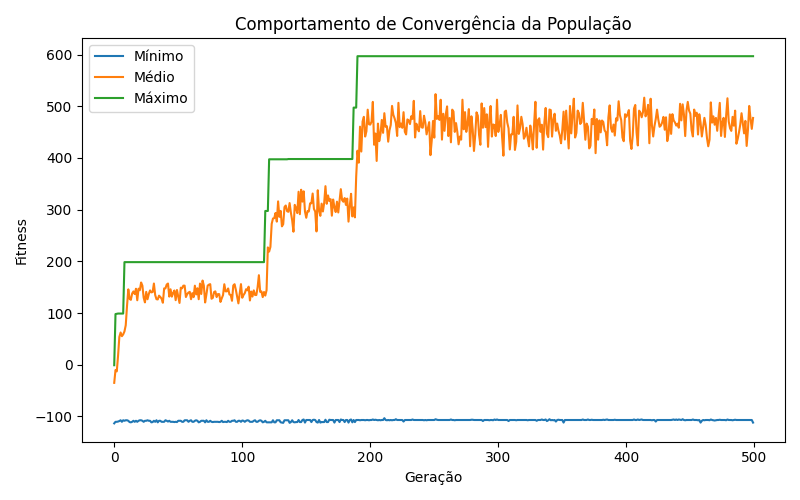 Comportamento de Convergência da População
Mínimo
Médio
Máximo
Fitness
600
500
400
300
200
100
0
−100
0 100 200 300 400 500
Geração